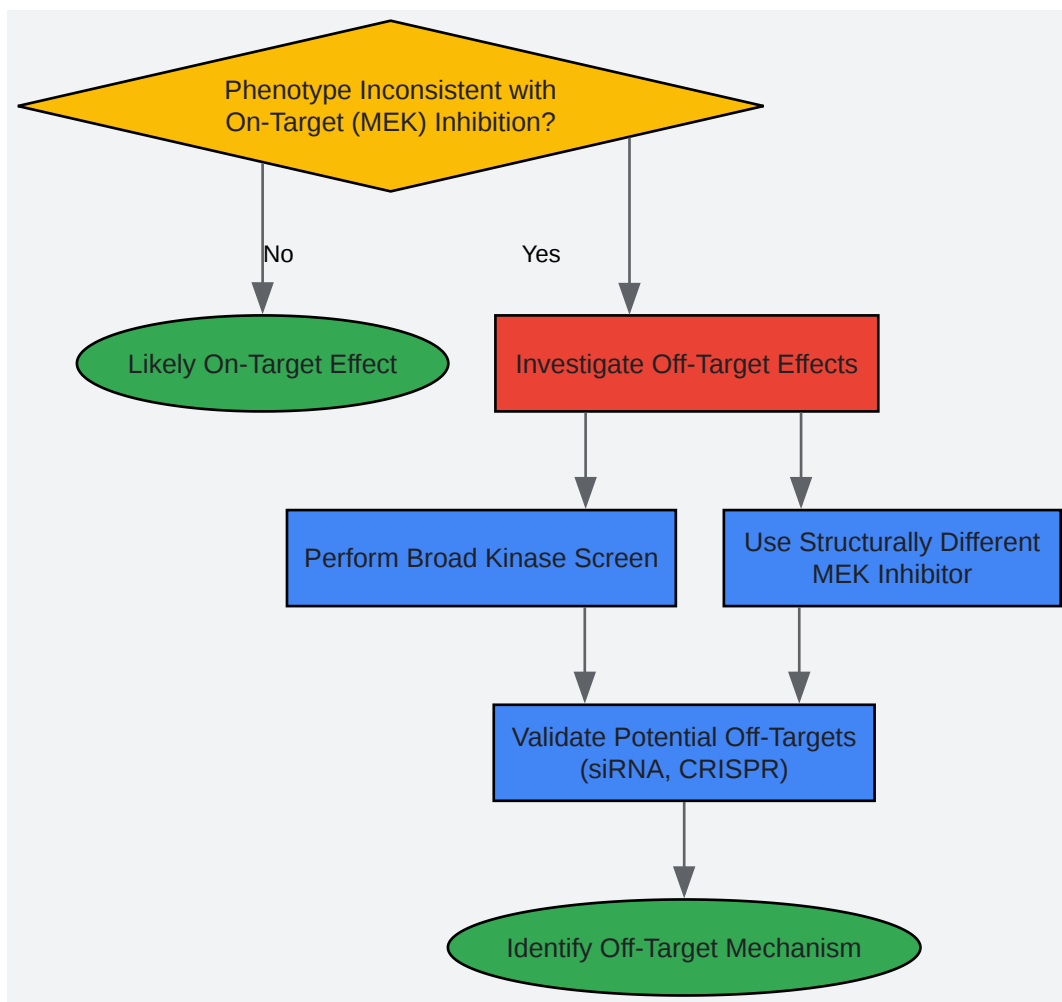 Phenotype Inconsistent with
On-Target (MEK) Inhibition?
No
Yes
Likely On-Target Effect
Investigate Off-Target Effects
Perform Broad Kinase Screen
Use Structurally Different
MEK Inhibitor
Validate Potential Off-Targets
(siRNA, CRISPR)
Identify Off-Target Mechanism